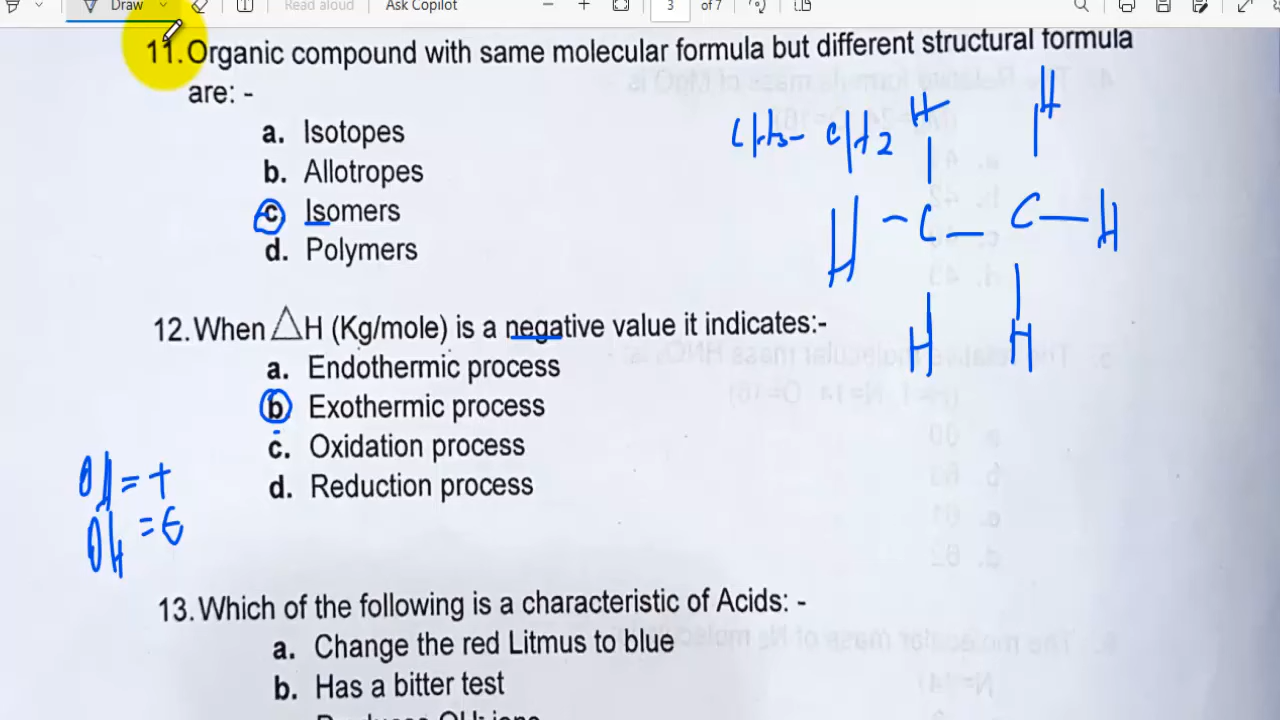 Draw Read aloud Ask Copilot 3 of 7
11. Organic compound with same molecular formula but different structural formula
are: -
a. Isotopes
b. Allotropes
c. Isomers
d. Polymers
CH3- CH2
H H
H - C - C - H
H H
12. When △H (Kg/mole) is a negative value it indicates:-
a. Endothermic process
b. Exothermic process
c. Oxidation process
d. Reduction process
= +
=
13. Which of the following is a characteristic of Acids: -
a. Change the red Litmus to blue
b. Has a bitter test